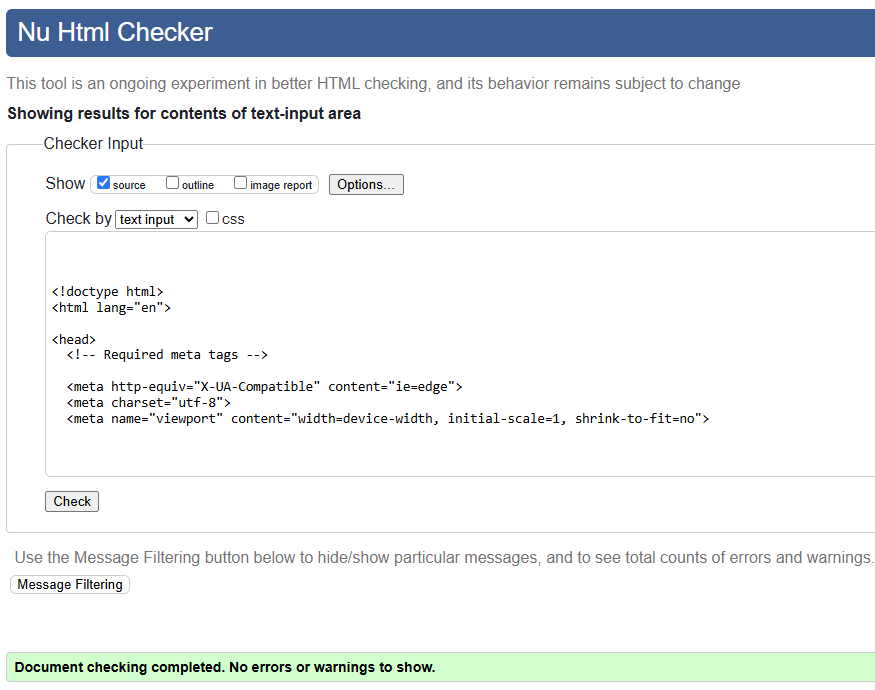 Nu Html Checker
This tool is an ongoing experiment in better HTML checking, and its behavior remains subject to change
Showing results for contents of text-input area
Checker Input
Show source outline image report Options...
Check by text input css
<!doctype html>
<html lang="en">
<head>
<!-- Required meta tags -->
<meta http-equiv="X-UA-Compatible" content="ie=edge">
<meta charset="utf-8">
<meta name="viewport" content="width=device-width, initial-scale=1, shrink-to-fit=no">
Check
Use the Message Filtering button below to hide/show particular messages, and to see total counts of errors and warnings.
Message Filtering
Document checking completed. No errors or warnings to show.